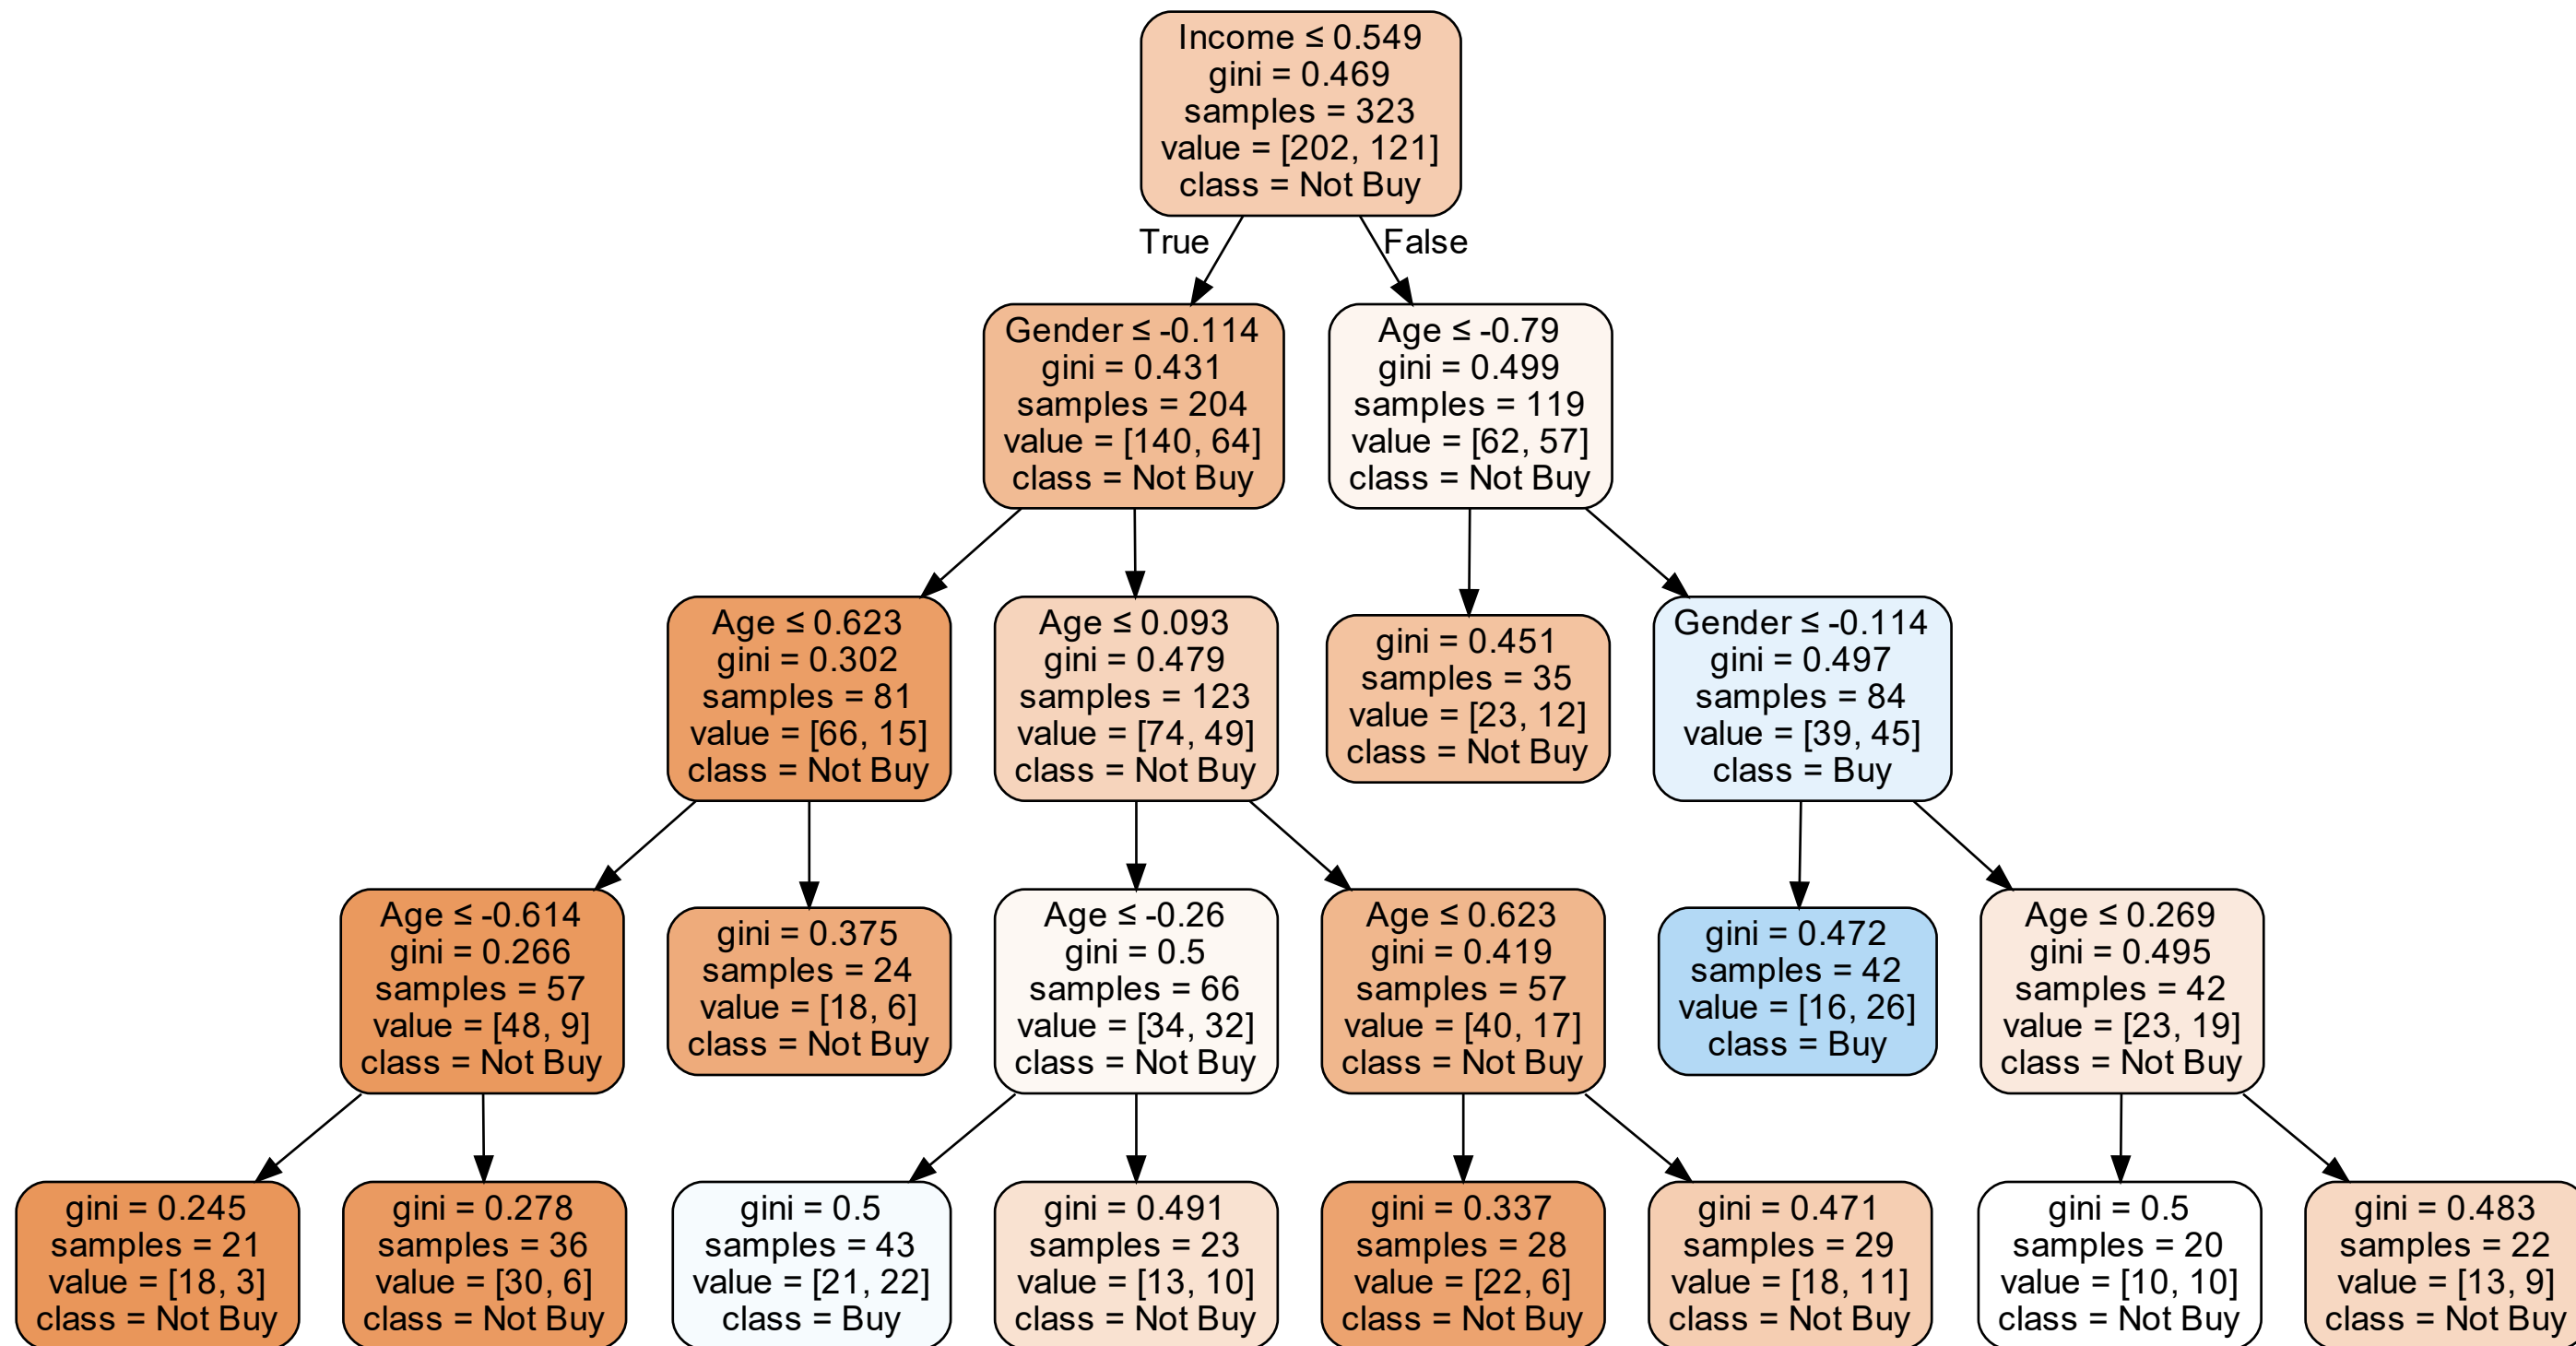 Income ≤ 0.549
gini = 0.469
samples = 323
value = [202, 121]
class = Not Buy
True
False
Gender ≤ -0.114
gini = 0.431
samples = 204
value = [140, 64]
class = Not Buy
Age ≤ -0.79
gini = 0.499
samples = 119
value = [62, 57]
class = Not Buy
Age ≤ 0.623
gini = 0.302
samples = 81
value = [66, 15]
class = Not Buy
Age ≤ 0.093
gini = 0.479
samples = 123
value = [74, 49]
class = Not Buy
gini = 0.451
samples = 35
value = [23, 12]
class = Not Buy
Gender ≤ -0.114
gini = 0.497
samples = 84
value = [39, 45]
class = Buy
Age ≤ -0.614
gini = 0.266
samples = 57
value = [48, 9]
class = Not Buy
gini = 0.375
samples = 24
value = [18, 6]
class = Not Buy
Age ≤ -0.26
gini = 0.5
samples = 66
value = [34, 32]
class = Not Buy
Age ≤ 0.623
gini = 0.419
samples = 57
value = [40, 17]
class = Not Buy
gini = 0.472
samples = 42
value = [16, 26]
class = Buy
Age ≤ 0.269
gini = 0.495
samples = 42
value = [23, 19]
class = Not Buy
gini = 0.245
samples = 21
value = [18, 3]
class = Not Buy
gini = 0.278
samples = 36
value = [30, 6]
class = Not Buy
gini = 0.5
samples = 43
value = [21, 22]
class = Buy
gini = 0.491
samples = 23
value = [13, 10]
class = Not Buy
gini = 0.337
samples = 28
value = [22, 6]
class = Not Buy
gini = 0.471
samples = 29
value = [18, 11]
class = Not Buy
gini = 0.5
samples = 20
value = [10, 10]
class = Not Buy
gini = 0.483
samples = 22
value = [13, 9]
class = Not Buy